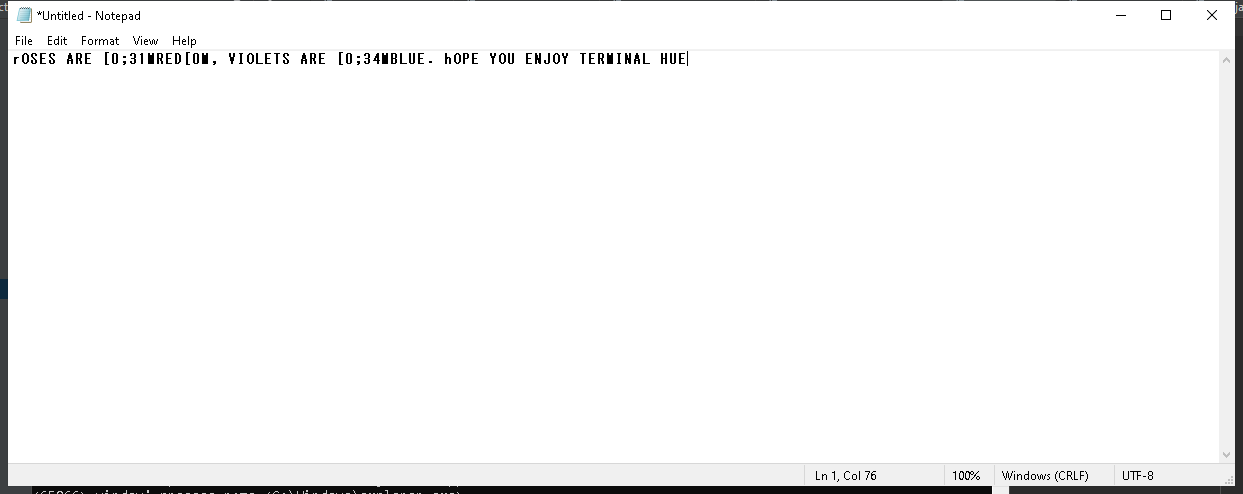 *Untitled - Notepad
File Edit Format View Help
rOSES ARE [0;31MRED[0M, VIOLETS ARE [0;34MBLUE. hOPE YOU ENJOY TERMINAL HUE
Ln 1, Col 76 100% Windows (CRLF) UTF-8